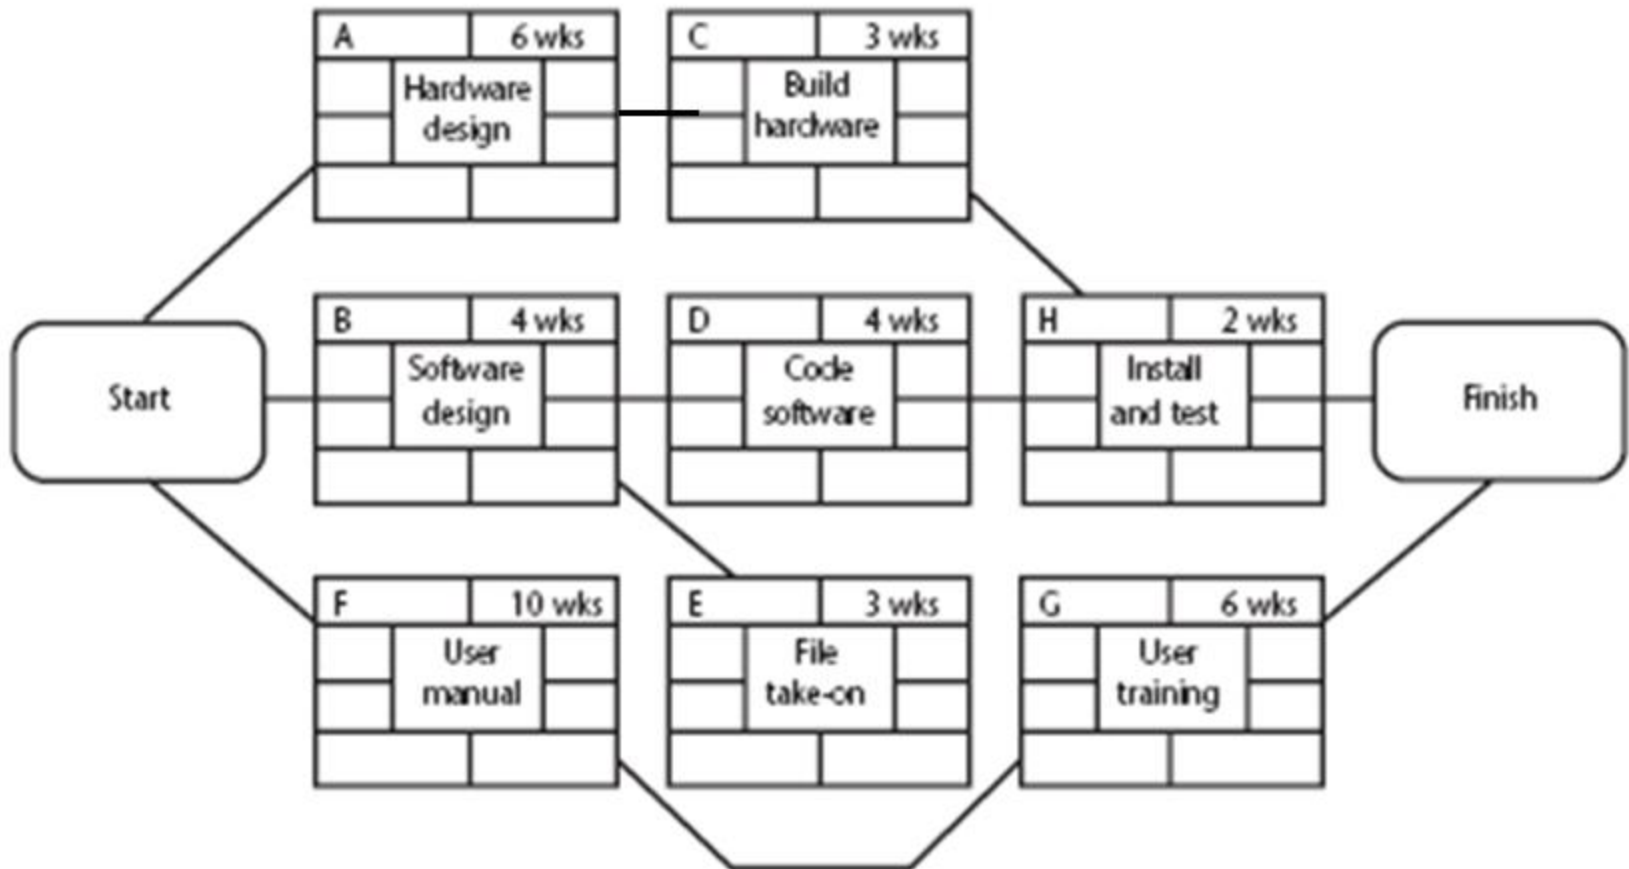 A 6 wks
Hardware
design
C 3 wks
Build
hardware
Start
B 4 wks
Software
design
D 4 wks
Code
software
H 2 wks
Install
and test
Finish
F 10 wks
User
manual
E 3 wks
File
take-on
G 6 wks
User
training